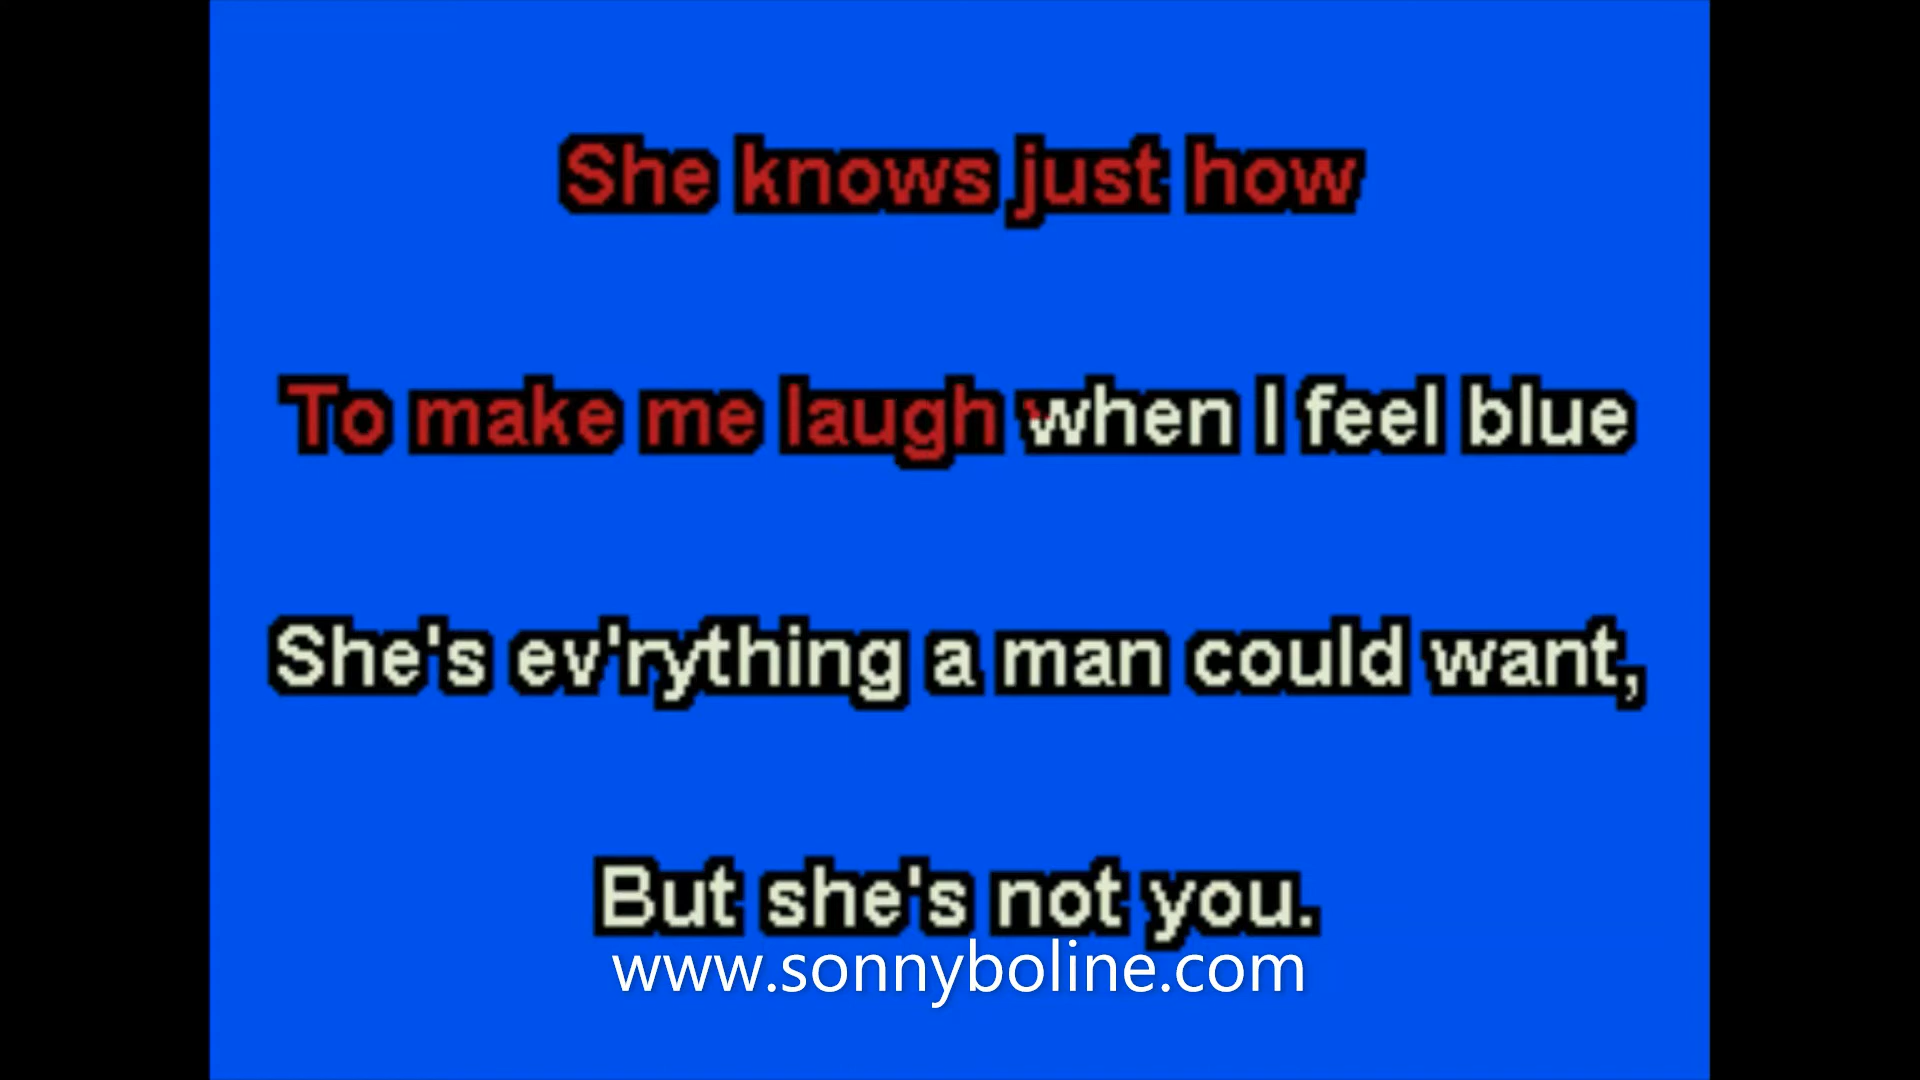 She knows just how
To make me laugh when I feel blue
She's ev'rything a man could want,
But she's not you.
www.sonnyboline.com